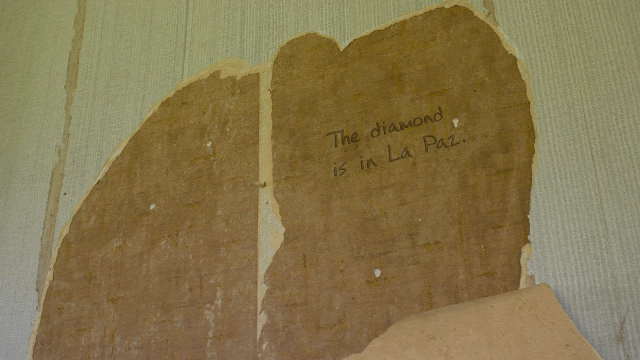 The diamond
is in La Paz.